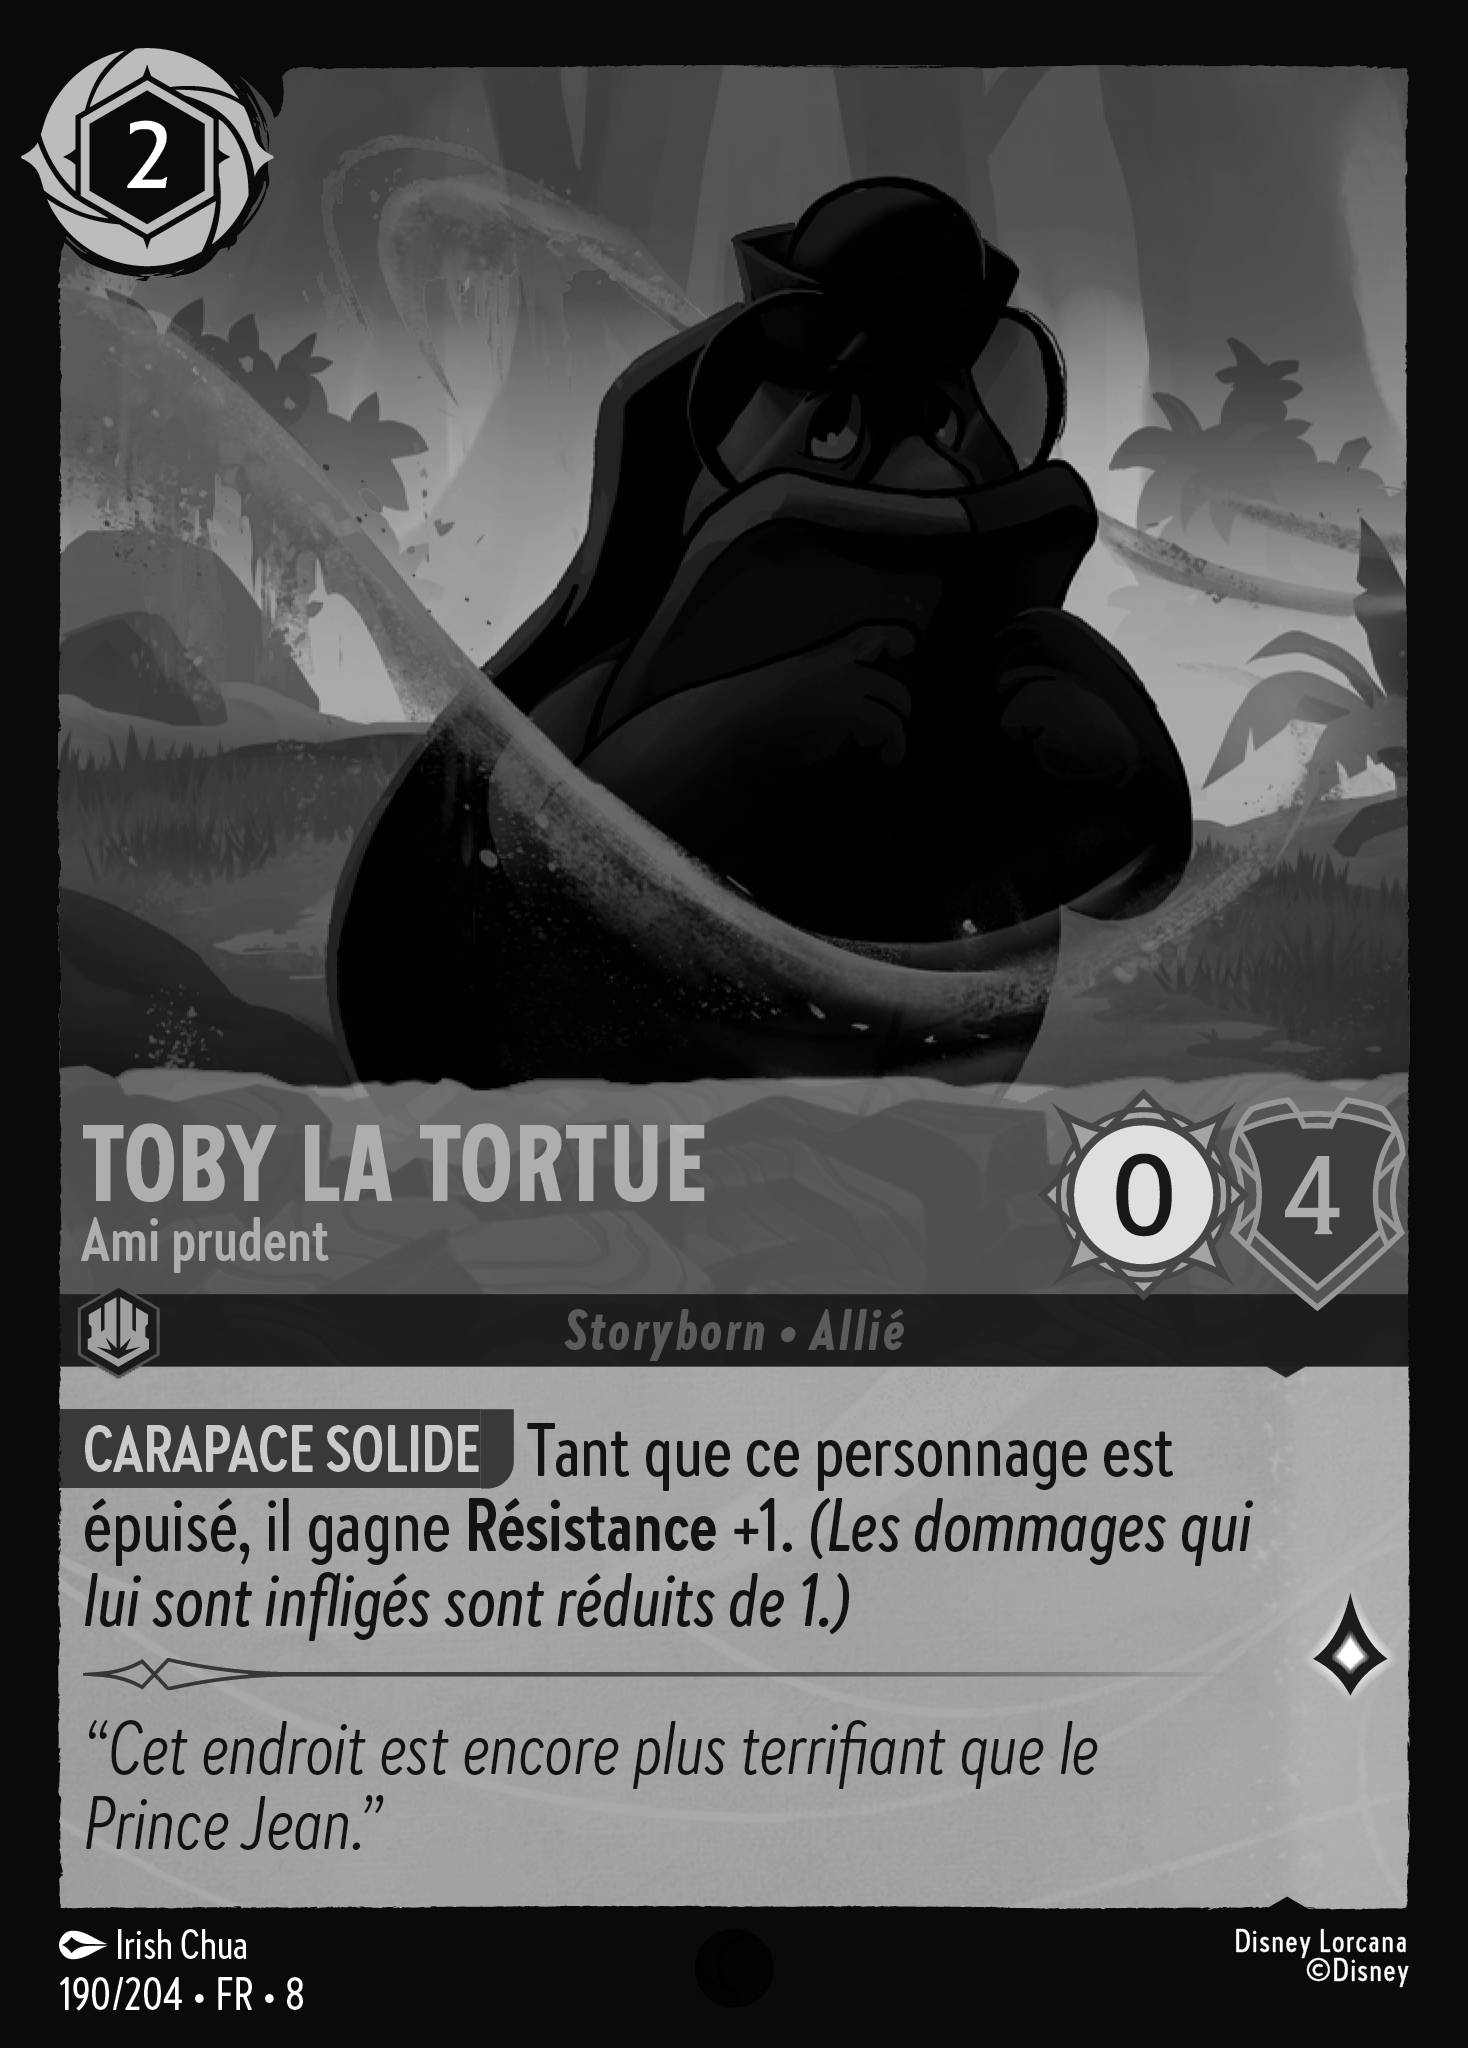 2
TOBY LA TORTUE
Ami prudent
0
4
Storyborn • Allié
CARAPACE SOLIDE Tant que ce personnage est
épuisé, il gagne Résistance +1. (Les dommages qui
lui sont infligés sont réduits de 1.)
“Cet endroit est encore plus terrifiant que le
Prince Jean.”
Irish Chua
Disney Lorcana
©Disney
190/204 • FR • 8